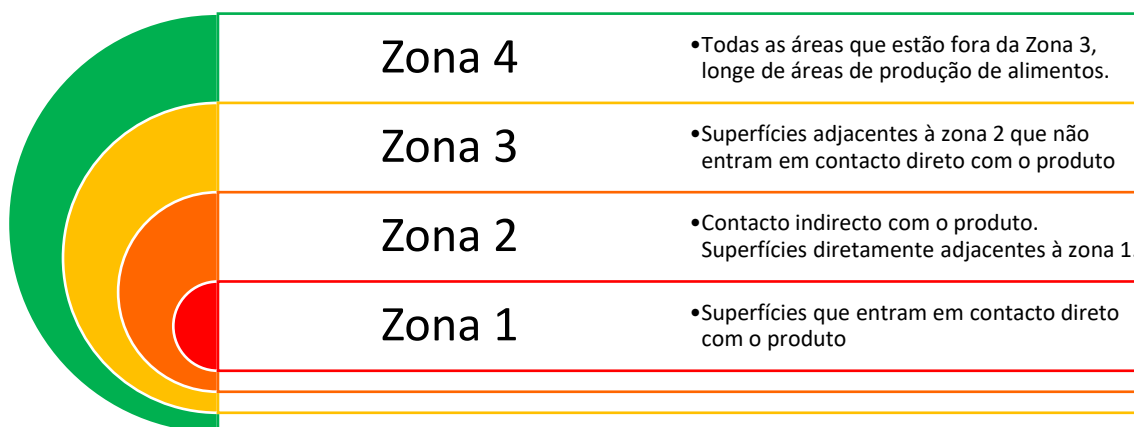 Zona 4
•Todas as áreas que estão fora da Zona 3,
longe de áreas de produção de alimentos.
Zona 3
•Superfícies adjacentes à zona 2 que não
entram em contacto direto com o produto
Zona 2
•Contacto indirecto com o produto.
Superfícies diretamente adjacentes à zona 1.
Zona 1
•Superfícies que entram em contacto direto
com o produto